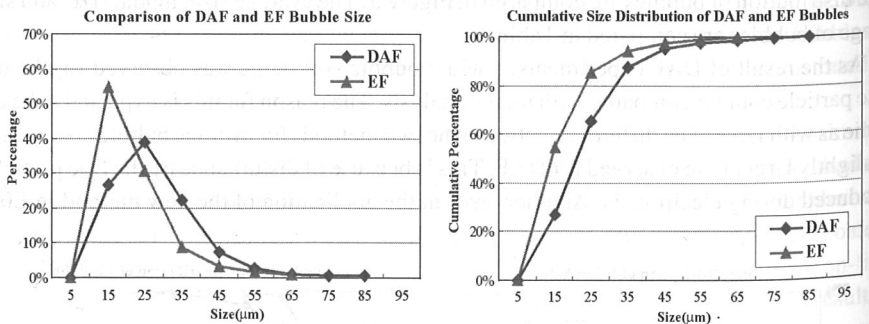 Comparison of DAF and EF Bubble Size
70%
60%
50%
40%
30%
20%
10%
0%
Percentage
DAF
EF
5 15 25 35 45 55 65 75 85 95
Size(μm)
Cumulative Size Distribution of DAF and EF Bubbles
100%
80%
60%
40%
20%
0%
Cumulative Percentage
DAF
EF
5 15 25 35 45 55 65 75 85 95
Size(μm)